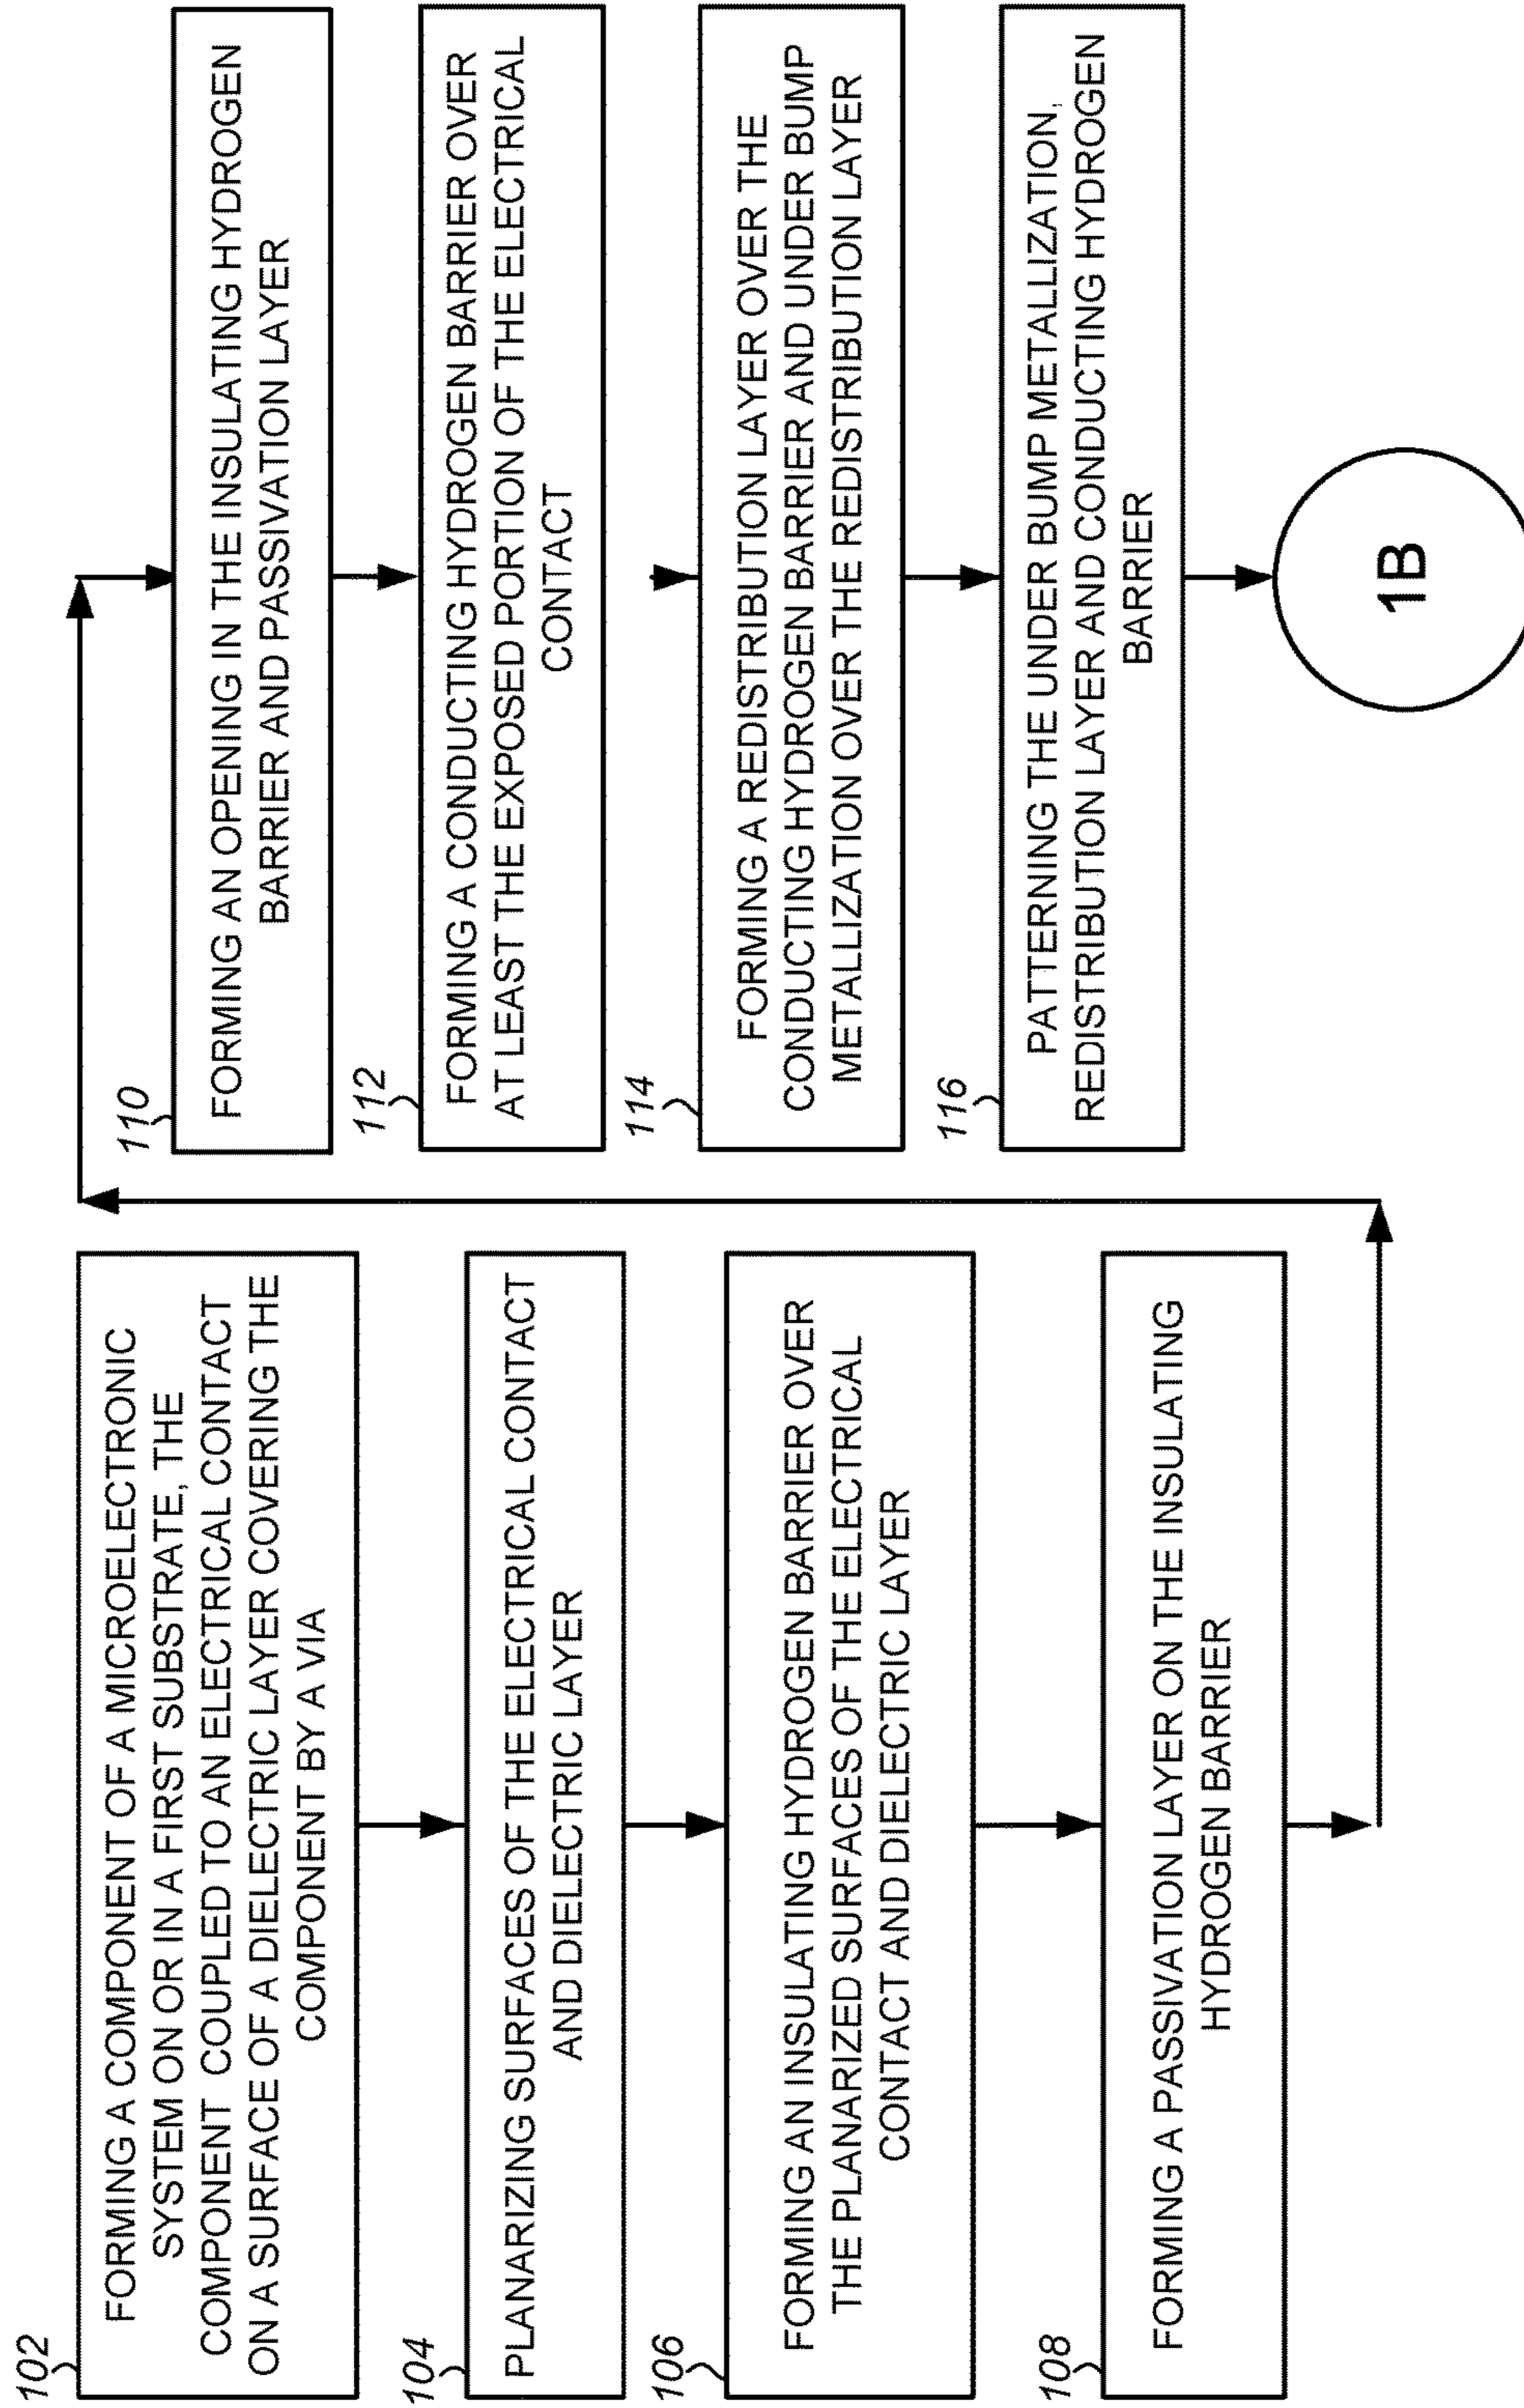 102
FORMING A COMPONENT OF A MICROELECTRONIC
SYSTEM ON OR IN A FIRST SUBSTRATE, THE
COMPONENT COUPLED TO AN ELECTRICAL CONTACT
ON A SURFACE OF A DIELECTRIC LAYER COVERING THE
COMPONENT BY A VIA
104
PLANARIZING SURFACES OF THE ELECTRICAL CONTACT
AND DIELECTRIC LAYER
106
FORMING AN INSULATING HYDROGEN BARRIER OVER
THE PLANARIZED SURFACES OF THE ELECTRICAL
CONTACT AND DIELECTRIC LAYER
108
FORMING A PASSIVATION LAYER ON THE INSULATING
HYDROGEN BARRIER
110
FORMING AN OPENING IN THE INSULATING HYDROGEN
BARRIER AND PASSIVATION LAYER
112
FORMING A CONDUCTING HYDROGEN BARRIER OVER
AT LEAST THE EXPOSED PORTION OF THE ELECTRICAL
CONTACT
114
FORMING A REDISTRIBUTION LAYER OVER THE
CONDUCTING HYDROGEN BARRIER AND UNDER BUMP
METALLIZATION OVER THE REDISTRIBUTION LAYER
116
PATTERNING THE UNDER BUMP METALLIZATION,
REDISTRIBUTION LAYER AND CONDUCTING HYDROGEN
BARRIER
1B